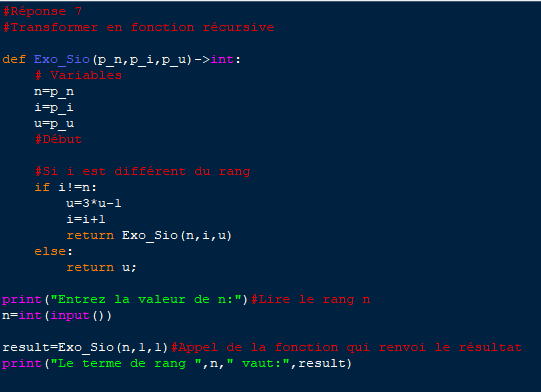 #Réponse 7
#Transformer en fonction récursive
def Exo_Sio(p_n,p_i,p_u)->int:
# Variables
n=p_n
i=p_i
u=p_u
#Début
#Si i est différent du rang
if i!=n:
u=3*u-1
i=i+1
return Exo_Sio(n,i,u)
else:
return u;
print("Entrez la valeur de n:")#Lire le rang n
n=int(input())
result=Exo_Sio(n,1,1)#Appel de la fonction qui renvoi le résultat
print("Le terme de rang ",n," vaut:",result)